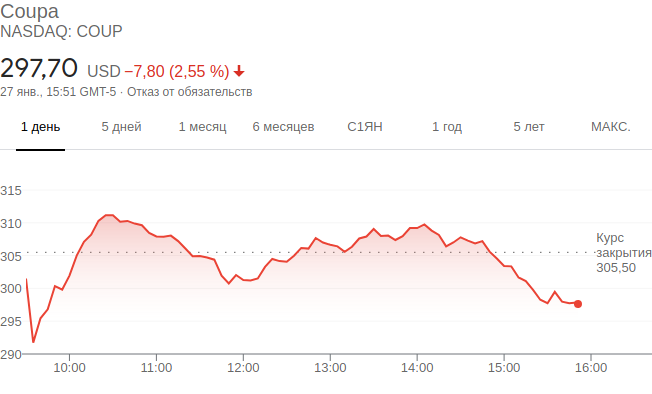 Coupa
NASDAQ: COUP
297,70 USD −7,80 (2,55 %)
27 янв., 15:51 GMT-5 · Отказ от обязательств
1 день 5 дней 1 месяц 6 месяцев С1ЯН 1 год 5 лет МАКС.
315
310
Курс
305 закрытия
305,50
300
295
290
10:00 11:00 12:00 13:00 14:00 15:00 16:00